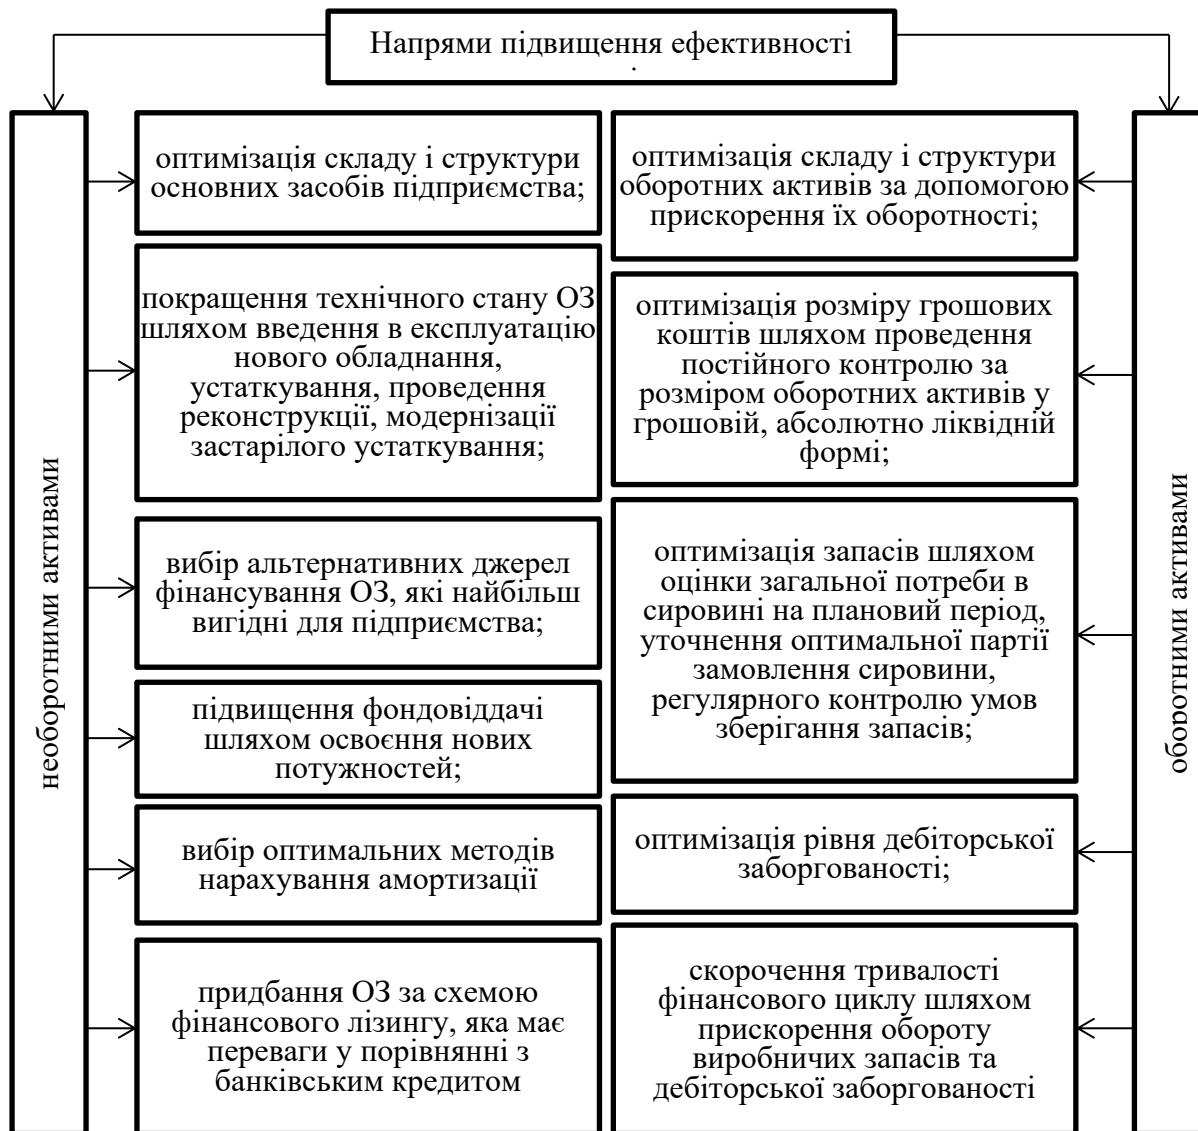 Напрями підвищення ефективності
.
необоротними активами
оптимізація складу і структури
основних засобів підприємства;
покращення технічного стану ОЗ
шляхом введення в експлуатацію
нового обладнання,
устаткування, проведення
реконструкції, модернізації
застарілого устаткування;
вибір альтернативних джерел
фінансування ОЗ, які найбільш
вигідні для підприємства;
підвищення фондовіддачі
шляхом освоєння нових
потужностей;
вибір оптимальних методів
нарахування амортизації
придбання ОЗ за схемою
фінансового лізингу, яка має
переваги у порівнянні з
банківським кредитом
оптимізація складу і структури
оборотних активів за допомогою
прискорення їх оборотності;
оптимізація розміру грошових
коштів шляхом проведення
постійного контролю за
розміром оборотних активів у
грошовій, абсолютно ліквідній
формі;
оптимізація запасів шляхом
оцінки загальної потреби в
сировині на плановий період,
уточнення оптимальної партії
замовлення сировини,
регулярного контролю умов
зберігання запасів;
оптимізація рівня дебіторської
заборгованості;
скорочення тривалості
фінансового циклу шляхом
прискорення обороту
виробничих запасів та
дебіторської заборгованості
оборотними активами